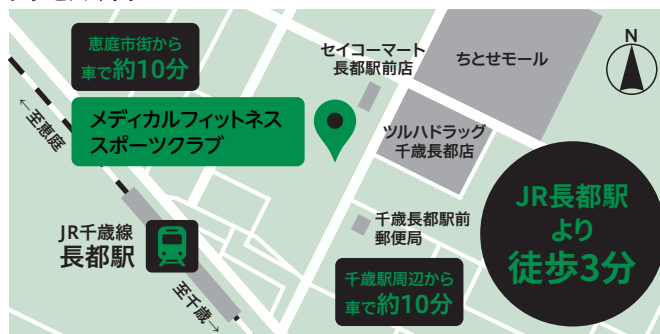 恵庭市街から
車で約10分
セイコーマート
長都駅前店
ちとせモール
N
←至恵庭
メディカルフィットネス
スポーツクラブ
ツルハドラッグ
千歳長都店
JR長都駅
より
徒歩3分
JR千歳線
長都駅
千歳長都駅前
郵便局
至千歳→
千歳駅周辺から
車で約10分